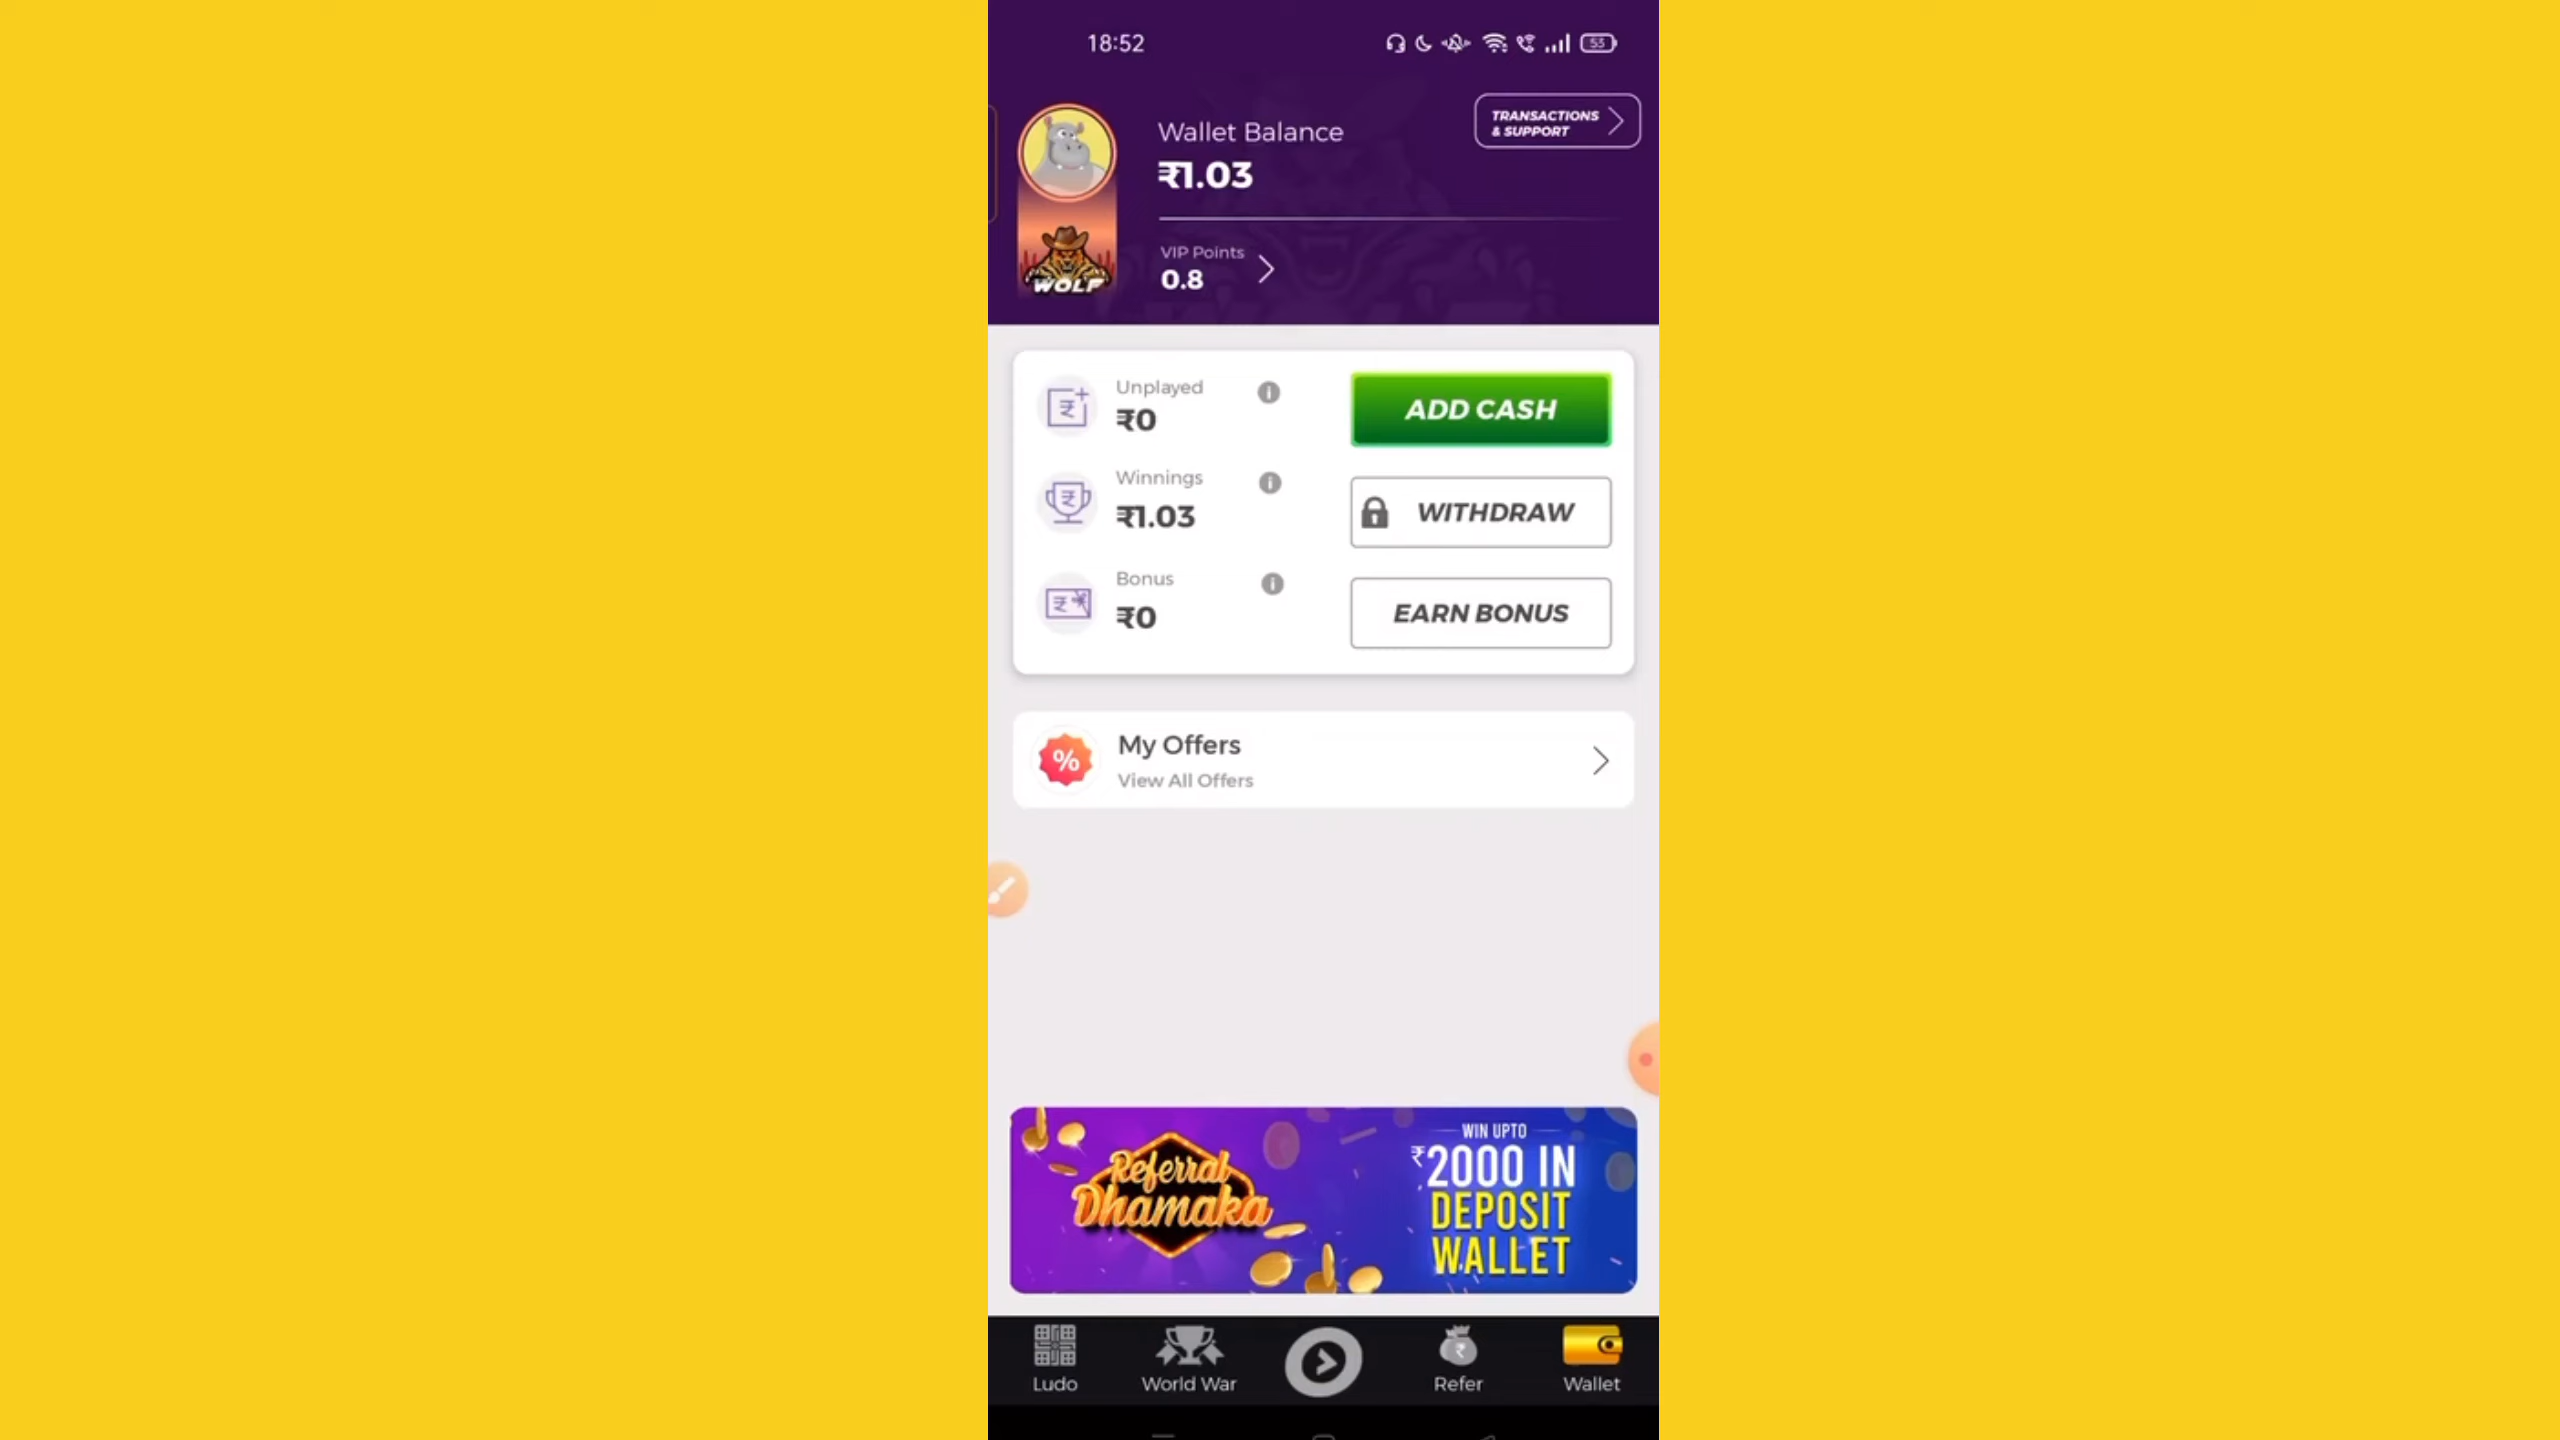 18:52
53
Wallet Balance
₹1.03
TRANSACTIONS
& SUPPORT
VIP Points
0.8
WOLF
Unplayed
₹0
ADD CASH
Winnings
₹1.03
WITHDRAW
Bonus
₹0
EARN BONUS
My Offers
View All Offers
Referral
Dhamaka
WIN UPTO
₹2000 IN
DEPOSIT
WALLET
Ludo
World War
Refer
Wallet